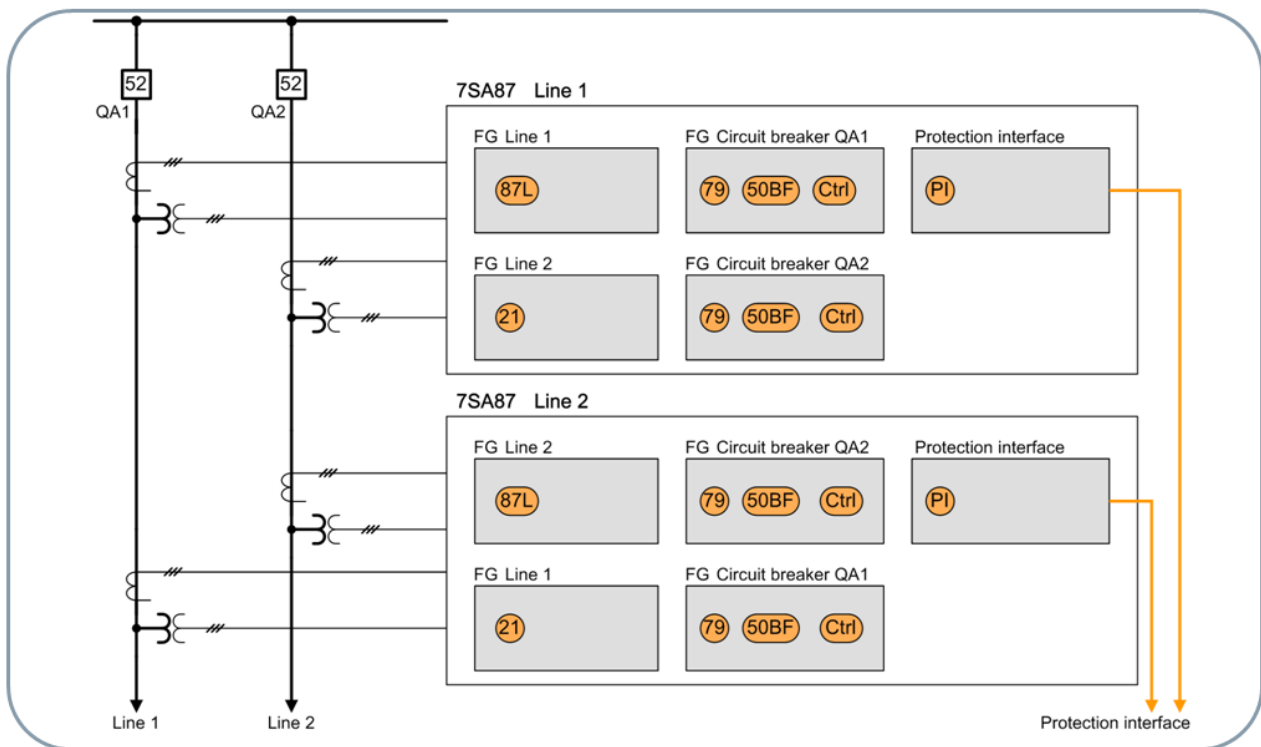 52
52
QA1
QA2
7SA87 Line 1
FG Line 1
FG Circuit breaker QA1
Protection interface
87L
79 50BF Ctrl
PI
FG Line 2
FG Circuit breaker QA2
21
79 50BF Ctrl
7SA87 Line 2
FG Line 2
FG Circuit breaker QA2
Protection interface
87L
79 50BF Ctrl
PI
FG Line 1
FG Circuit breaker QA1
21
79 50BF Ctrl
Line 1
Line 2
Protection interface